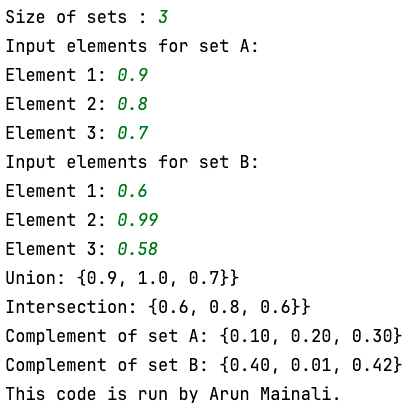 Size of sets : 3
Input elements for set A:
Element 1: 0.9
Element 2: 0.8
Element 3: 0.7
Input elements for set B:
Element 1: 0.6
Element 2: 0.99
Element 3: 0.58
Union: {0.9, 1.0, 0.7}}
Intersection: {0.6, 0.8, 0.6}}
Complement of set A: {0.10, 0.20, 0.30}
Complement of set B: {0.40, 0.01, 0.42}
This code is run by Arun Mainali.